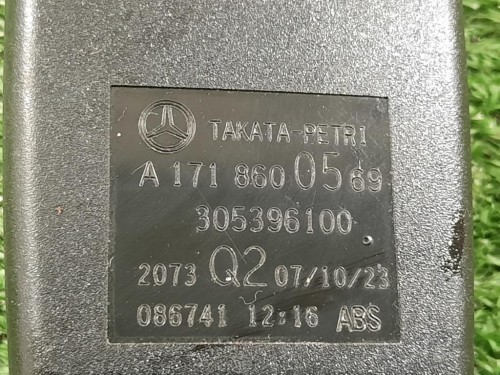 TAKATA-PETRI
A 171 860 05 69
305396100
2073 Q2 07/10/23
086741 12:16 ABS